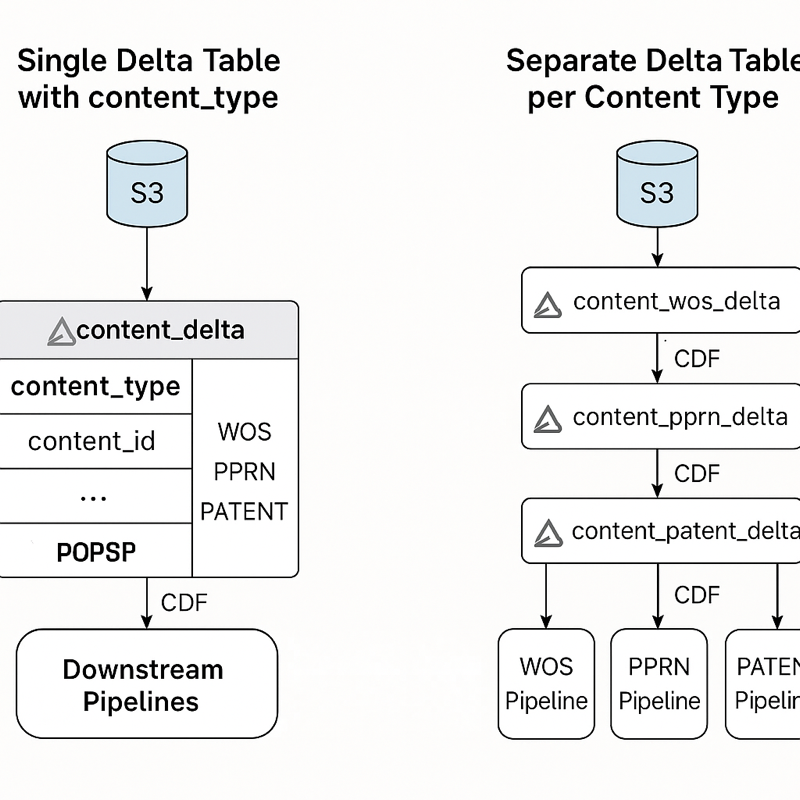 Single Delta Table
with content_type
S3
content_delta
content_type
content_id
...
POPSP
WOS
PPRN
PATENT
CDF
Downstream
Pipelines
Separate Delta Table
per Content Type
S3
content_wos_delta
CDF
content_pprn_delta
CDF
content_patent_delta
CDF
WOS
Pipeline
PPRN
Pipeline
PATEN
Pipelin